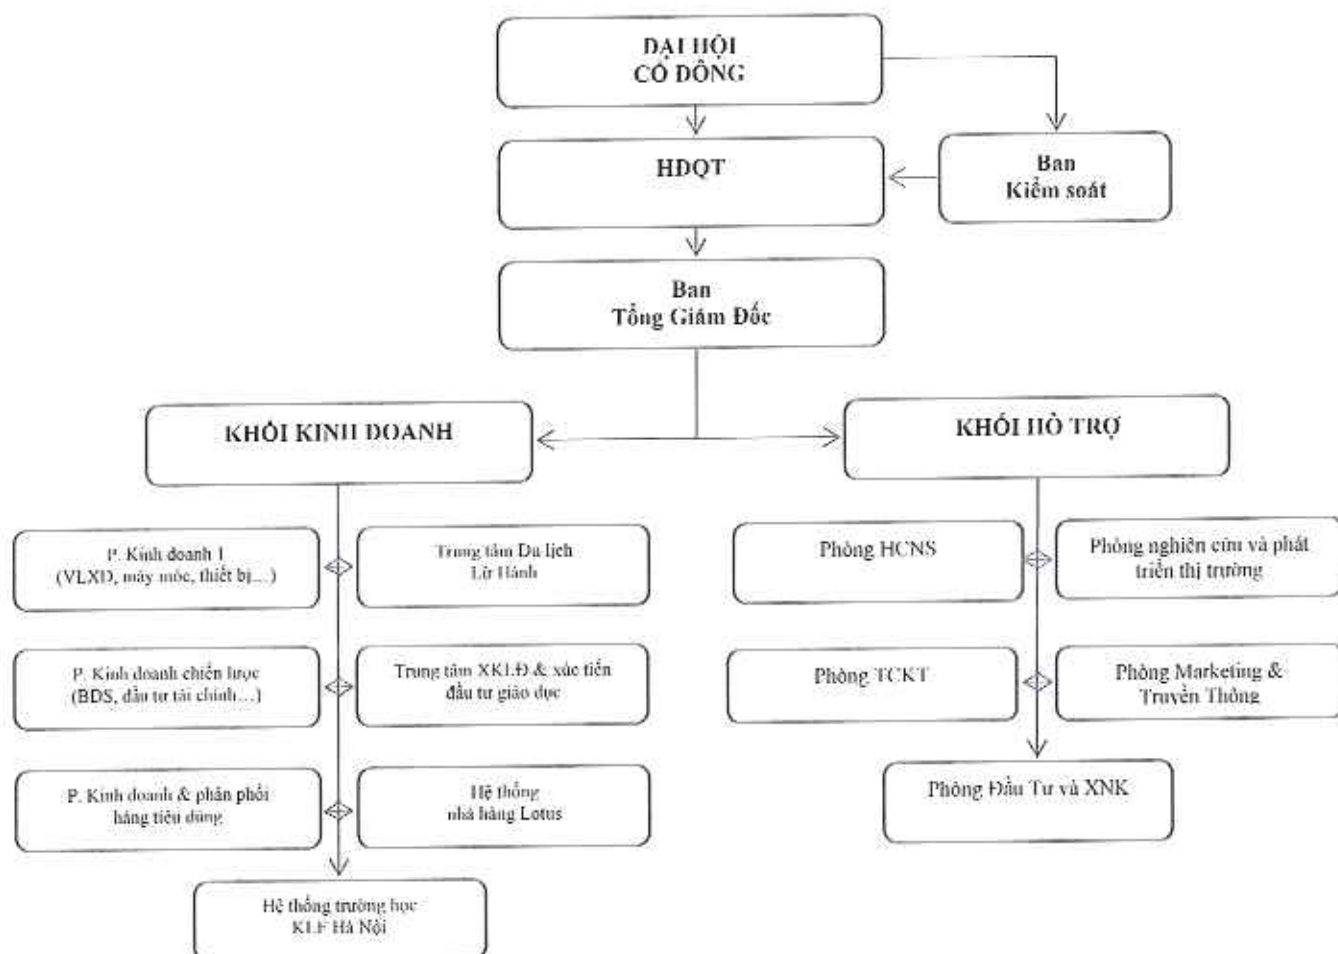 ĐẠI HỘI
CỔ ĐÔNG
HĐQT
Ban
Kiểm soát
Ban
Tổng Giám Đốc
KHỐI KINH DOANH
KHỐI HỖ TRỢ
P. Kinh doanh 1
(VLXD, máy móc, thiết bị...)
Trung tâm Du lịch
Lữ Hành
Phòng HCNS
Phòng nghiên cứu và phát
triển thị trường
P. Kinh doanh chiến lược
(BDS, đầu tư tài chính...)
Trung tâm XKLĐ & xúc tiến
đầu tư giáo dục
Phòng TCKT
Phòng Marketing &
Truyền Thông
P. Kinh doanh & phân phối
hàng tiêu dùng
Hệ thống
nhà hàng Lotus
Phòng Đầu Tư và XNK
Hệ thống trường học
KLF Hà Nội